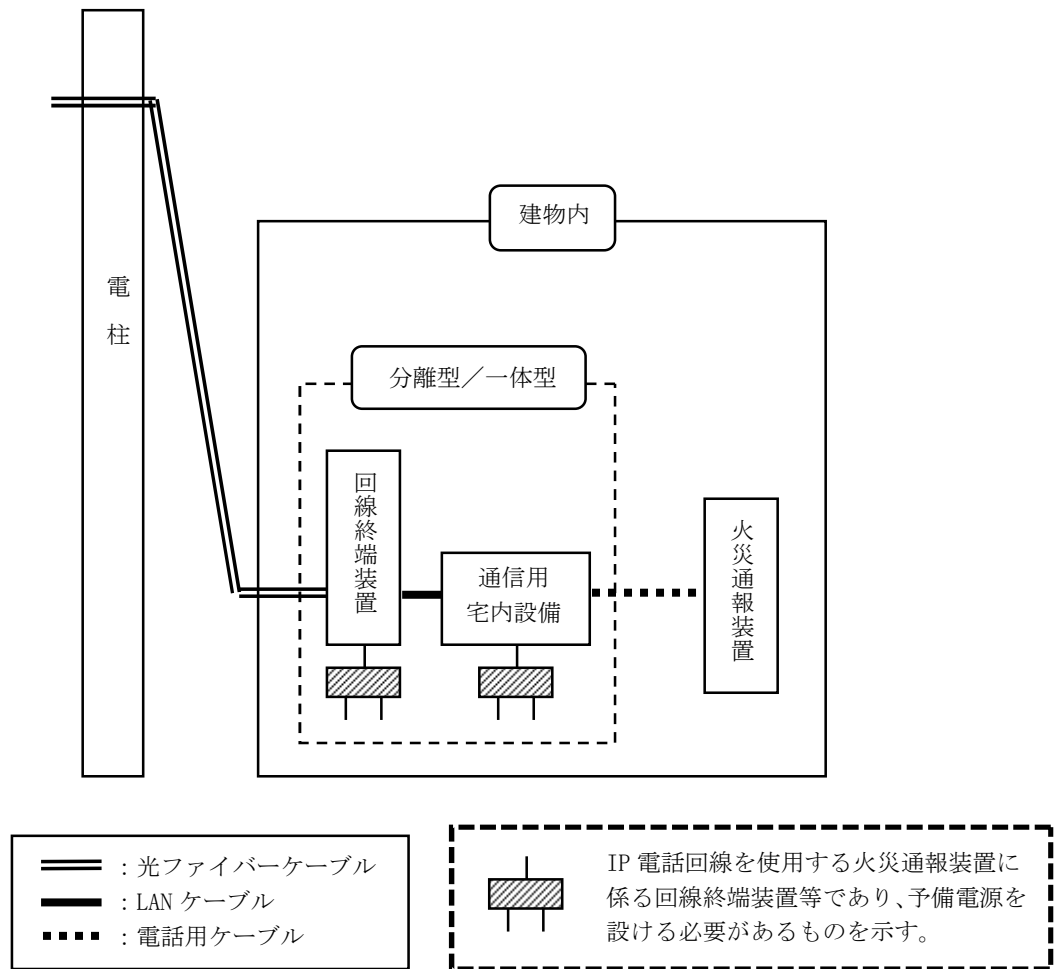 建物内
電柱
分離型／一体型
回線終端装置
通信用
宅内設備
火災通報装置
：光ファイバーケーブル
：LAN ケーブル
：電話用ケーブル
IP 電話回線を使用する火災通報装置に
係る回線終端装置等であり、予備電源を
設ける必要があるものを示す。